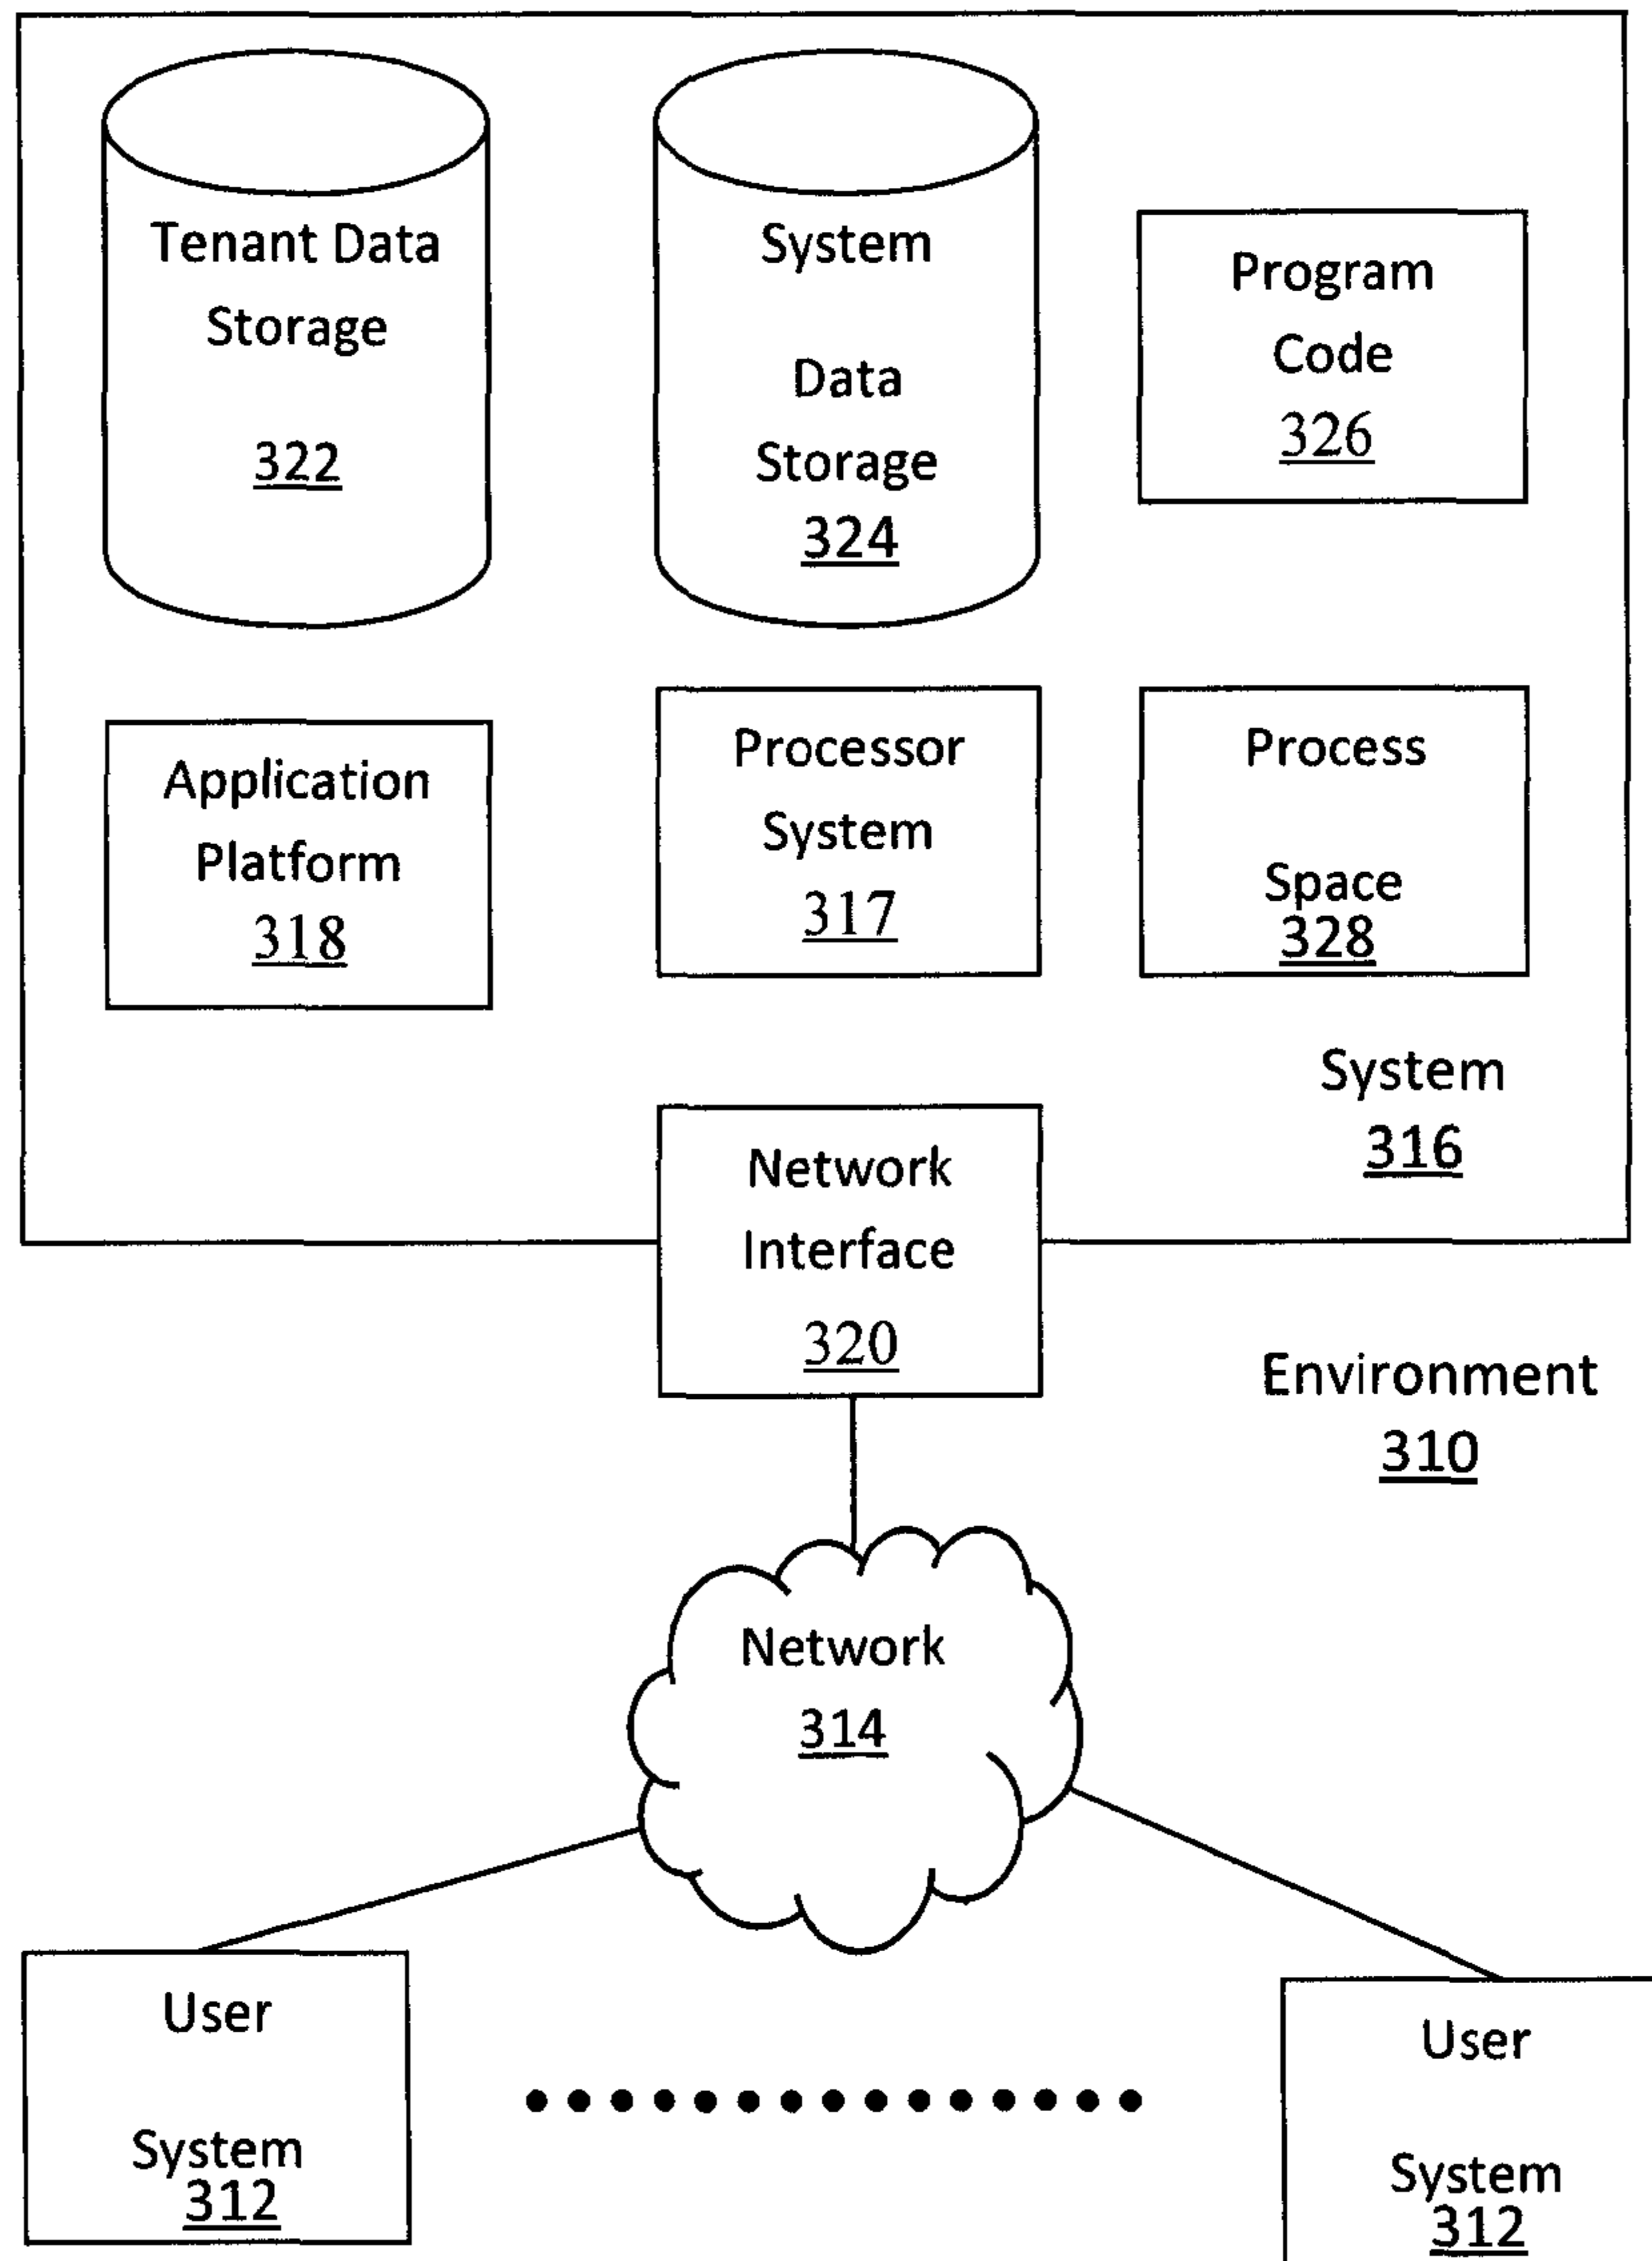 Tenant Data
Storage
322
System
Data
Storage
324
Program
Code
326
Application
Platform
318
Processor
System
317
Process
Space
328
System
316
Network
Interface
320
Environment
310
Network
314
User
System
312
User
System
312